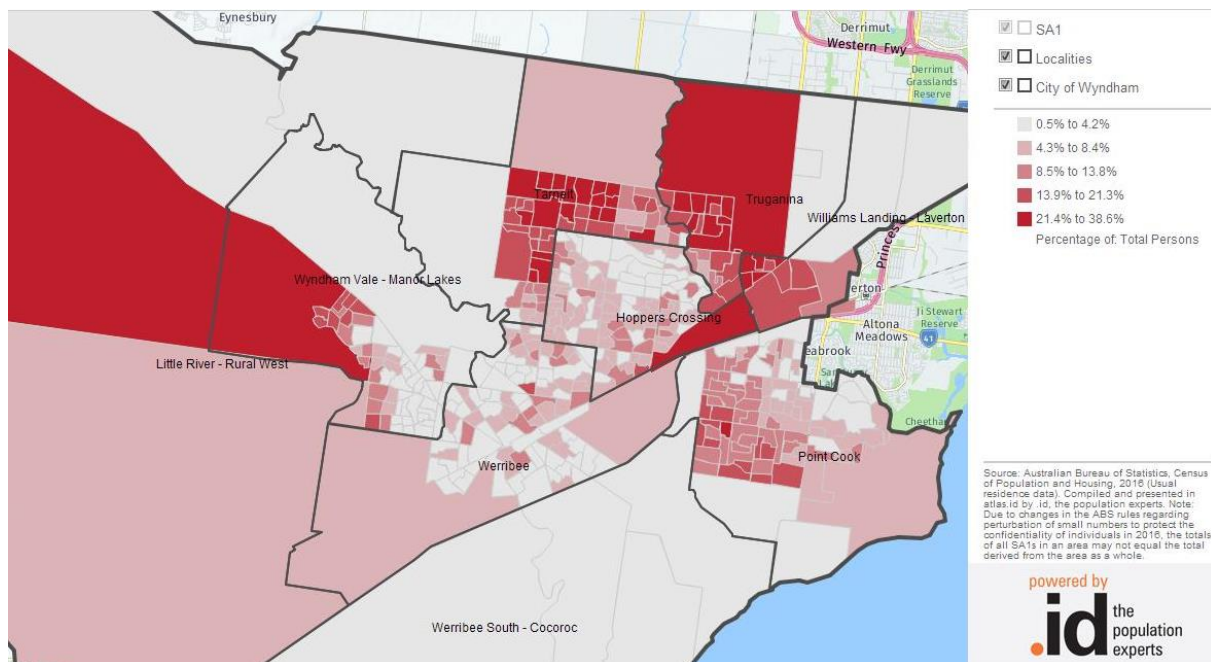 Eynesbury
Derrimut
Western Fwy
Derrimut
Grasslands
Reserve
Tarneit
Truganina
Williams Landing - Laverton
Princes
Wyndham Vale - Manor Lakes
erton
Hoppers Crossing
Altona
Meadows
Ji Stewart
Reserve
41
eabrook
Little River - Rural West
Cheetham
Point Cook
Werribee
Werribee South - Cocoroc
SA1
Localities
City of Wyndham
0.5% to 4.2%
4.3% to 8.4%
8.5% to 13.8%
13.9% to 21.3%
21.4% to 38.6%
Percentage of: Total Persons
Source: Australian Bureau of Statistics, Census
of Population and Housing, 2016 (Usual
residence data). Compiled and presented in
atlas.id by .id, the population experts. Note:
Due to changes in the ABS rules regarding
perturbation of small numbers to protect the
confidentiality of individuals in 2016, the totals
of all SA1s in an area may not equal the total
derived from the area as a whole.
powered by
.id the
population
experts